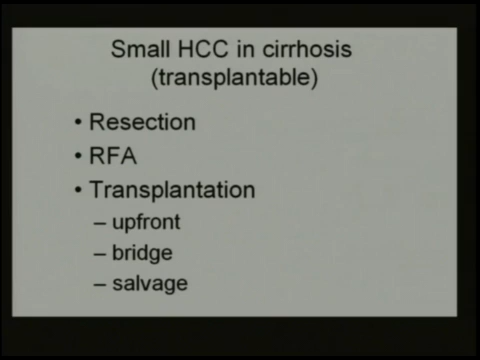 Small HCC in cirrhosis
(transplantable)
• Resection
• RFA
• Transplantation
– upfront
– bridge
– salvage